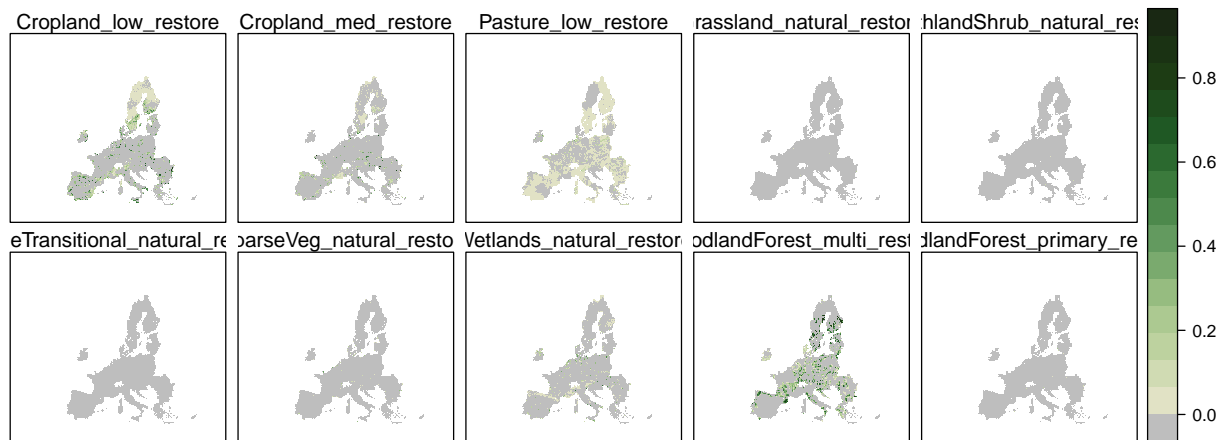 Cropland_low_restore
Cropland_med_restore
Pasture_low_restore
rassland_natural_restor
thlandShrub_natural_res
eTransitional_natural_re
parseVeg_natural_resto
Wetlands_natural_restor
odlandForest_multi_rest
dlandForest_primary_re
0.8
0.6
0.4
0.2
0.0